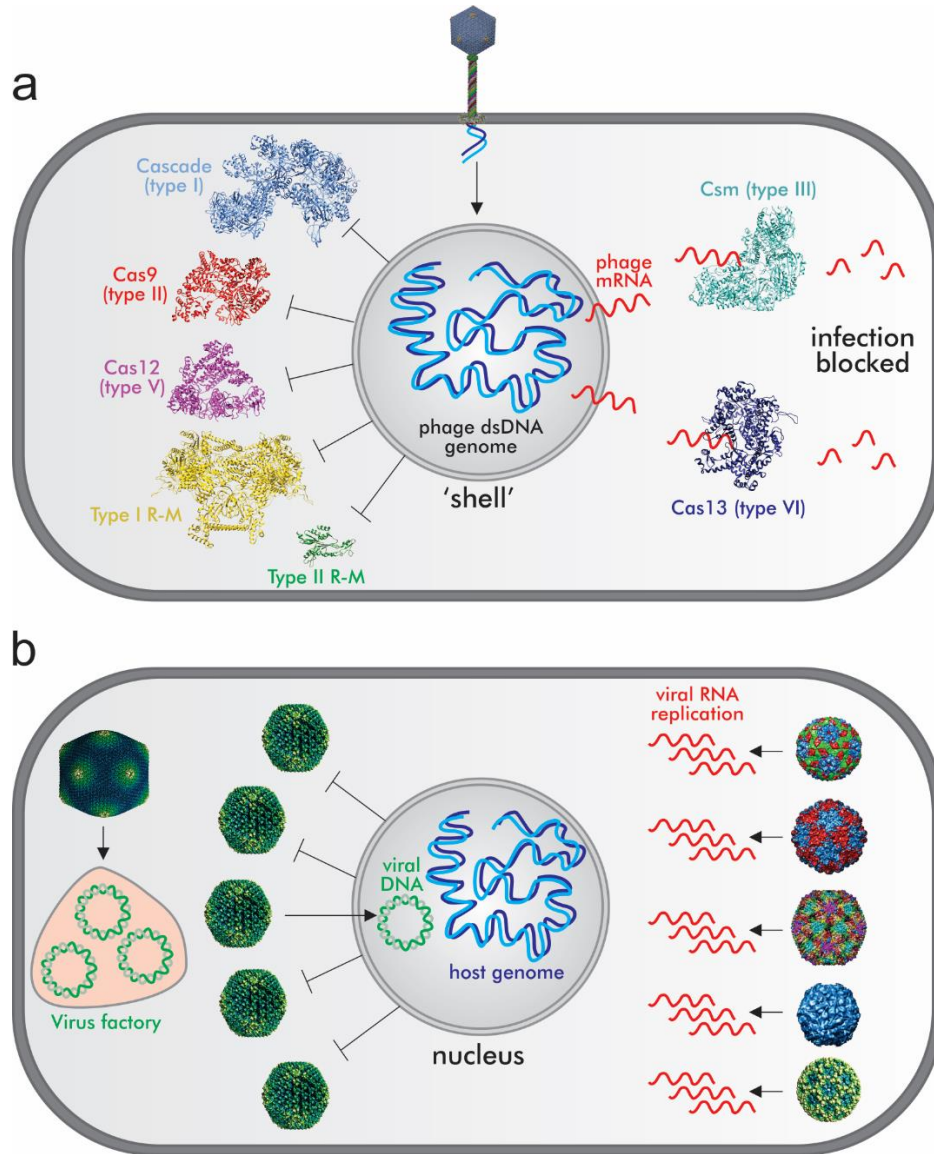 a
Cascade
(type I)
Cas9
(type II)
Cas12
(type V)
Type I R-M
Type II R-M
phage dsDNA
genome
'shell'
phage
mRNA
Csm (type III)
infection
blocked
Cas13 (type VI)
b
Virus factory
viral
DNA
host genome
nucleus
viral RNA
replication